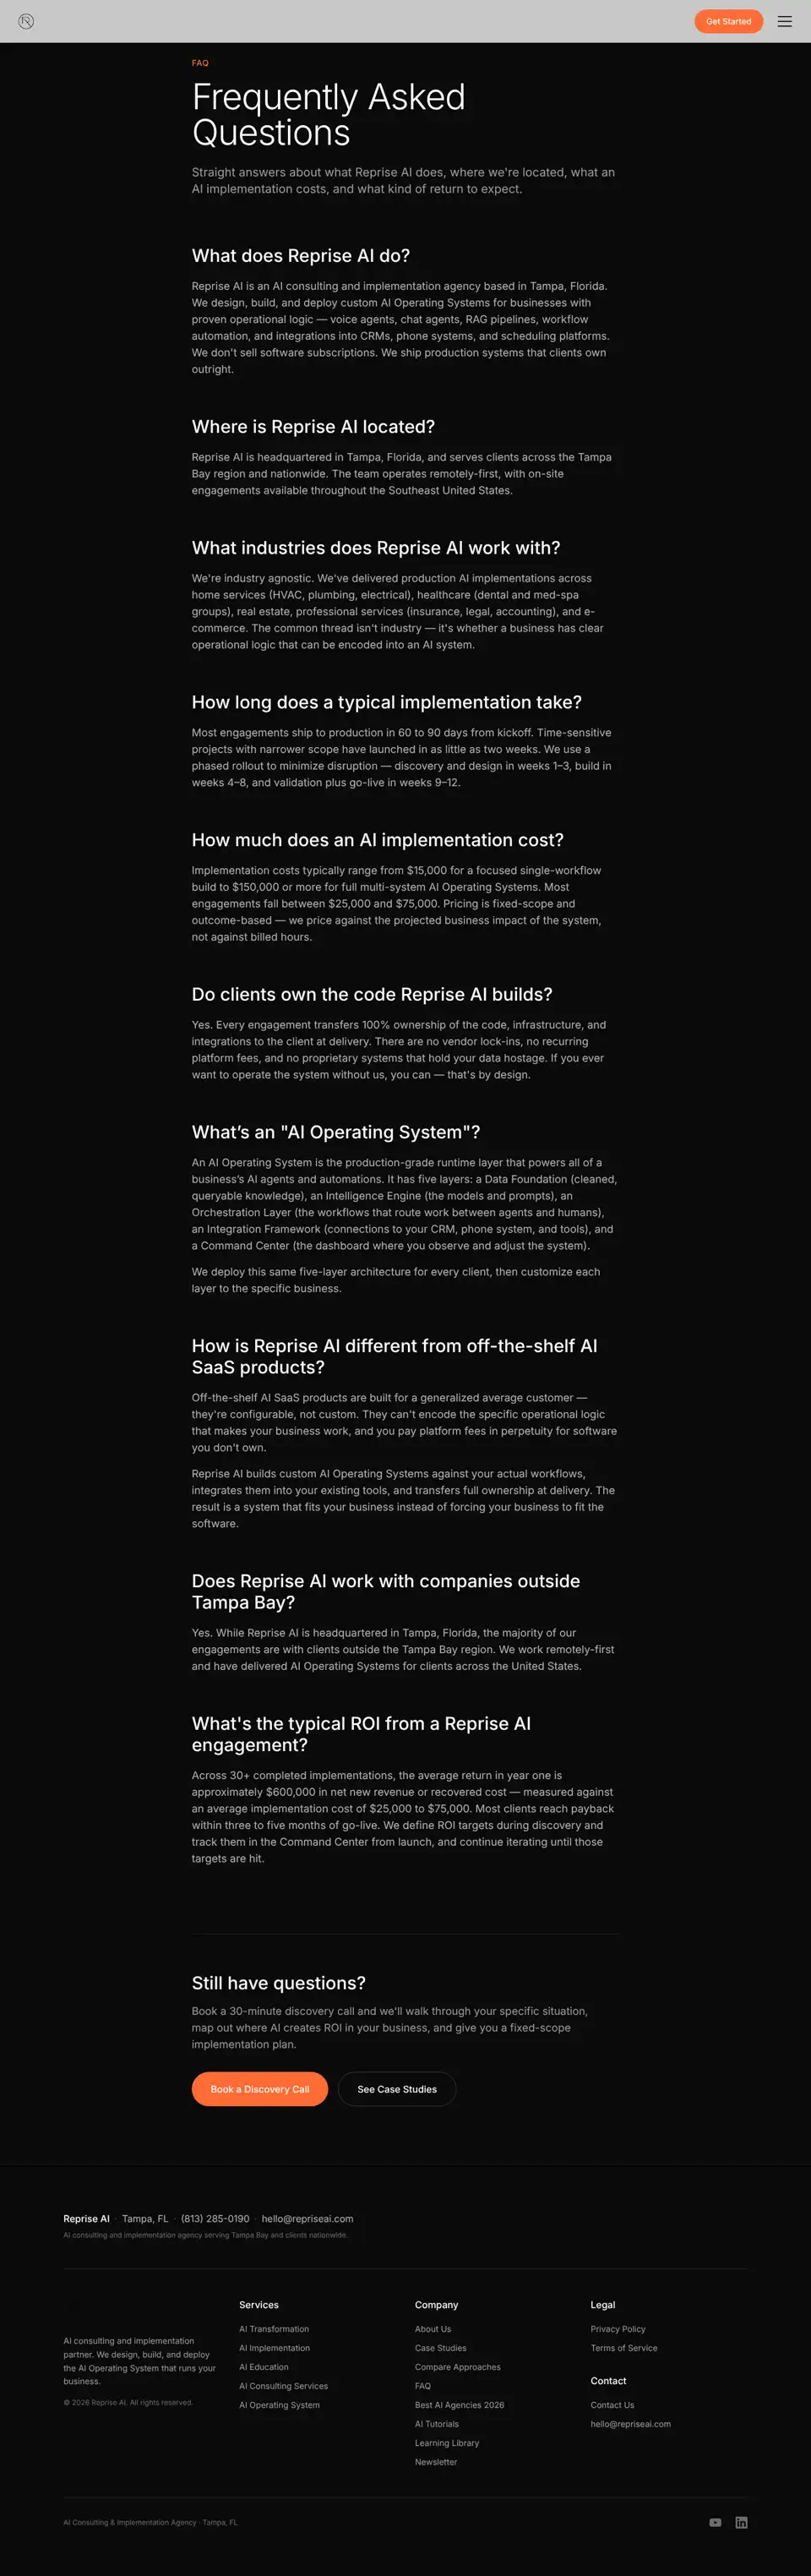 Get Started
FAQ
Frequently Asked
Questions
Straight answers about what Reprise AI does, where we're located, what an
AI implementation costs, and what kind of return to expect.
What does Reprise AI do?
Reprise AI is an AI consulting and implementation agency based in Tampa, Florida.
We design, build, and deploy custom AI Operating Systems for businesses with
proven operational logic — voice agents, chat agents, RAG pipelines, workflow
automation, and integrations into CRMs, phone systems, and scheduling platforms.
We don't sell software subscriptions. We ship production systems that clients own
outright.
Where is Reprise AI located?
Reprise AI is headquartered in Tampa, Florida, and serves clients across the Tampa
Bay region and nationwide. The team operates remotely-first, with on-site
engagements available throughout the Southeast United States.
What industries does Reprise AI work with?
We're industry agnostic. We've delivered production AI implementations across
home services (HVAC, plumbing, electrical), healthcare (dental and med-spa
groups), real estate, professional services (insurance, legal, accounting), and e-
commerce. The common thread isn't industry — it's whether a business has clear
operational logic that can be encoded into an AI system.
How long does a typical implementation take?
Most engagements ship to production in 60 to 90 days from kickoff. Time-sensitive
projects with narrower scope have launched in as little as two weeks. We use a
phased rollout to minimize disruption — discovery and design in weeks 1–3, build in
weeks 4–8, and validation plus go-live in weeks 9–12.
How much does an AI implementation cost?
Implementation costs typically range from $15,000 for a focused single-workflow
build to $150,000 or more for full multi-system AI Operating Systems. Most
engagements fall between $25,000 and $75,000. Pricing is fixed-scope and
outcome-based — we price against the projected business impact of the system,
not against billed hours.
Do clients own the code Reprise AI builds?
Yes. Every engagement transfers 100% ownership of the code, infrastructure, and
integrations to the client at delivery. There are no vendor lock-ins, no recurring
platform fees, and no proprietary systems that hold your data hostage. If you ever
want to operate the system without us, you can — that's by design.
What's an "AI Operating System"?
An AI Operating System is the production-grade runtime layer that powers all of a
business's AI agents and automations. It has five layers: a Data Foundation (cleaned,
queryable knowledge), an Intelligence Engine (the models and prompts), an
Orchestration Layer (the workflows that route work between agents and humans),
an Integration Framework (connections to your CRM, phone system, and tools), and
a Command Center (the dashboard where you observe and adjust the system).
We deploy this same five-layer architecture for every client, then customize each
layer to the specific business.
How is Reprise AI different from off-the-shelf AI
SaaS products?
Off-the-shelf AI SaaS products are built for a generalized average customer —
they're configurable, not custom. They can't encode the specific operational logic
that makes your business work, and you pay platform fees in perpetuity for software
you don't own.
Reprise AI builds custom AI Operating Systems against your actual workflows,
integrates them into your existing tools, and transfers full ownership at delivery. The
result is a system that fits your business instead of forcing your business to fit the
software.
Does Reprise AI work with companies outside
Tampa Bay?
Yes. While Reprise AI is headquartered in Tampa, Florida, the majority of our
engagements are with clients outside the Tampa Bay region. We work remotely-first
and have delivered AI Operating Systems for clients across the United States.
What's the typical ROI from a Reprise AI
engagement?
Across 30+ completed implementations, the average return in year one is
approximately $600,000 in net new revenue or recovered cost — measured against
an average implementation cost of $25,000 to $75,000. Most clients reach payback
within three to five months of go-live. We define ROI targets during discovery and
track them in the Command Center from launch, and continue iterating until those
targets are hit.
Still have questions?
Book a 30-minute discovery call and we'll walk through your specific situation,
map out where AI creates ROI in your business, and give you a fixed-scope
implementation plan.
Book a Discovery Call
See Case Studies
Reprise AI · Tampa, FL · (813) 285-0190 · hello@repriseai.com
AI consulting and implementation agency serving Tampa Bay and clients nationwide.
AI consulting and implementation
partner. We design, build, and deploy
the AI Operating System that runs your
business.
© 2026 Reprise AI. All rights reserved.
Services
AI Transformation
AI Implementation
AI Education
AI Consulting Services
AI Operating System
Company
About Us
Case Studies
Compare Approaches
FAQ
Best AI Agencies 2026
AI Tutorials
Learning Library
Newsletter
Legal
Privacy Policy
Terms of Service
Contact
Contact Us
hello@repriseai.com
AI Consulting & Implementation Agency · Tampa, FL